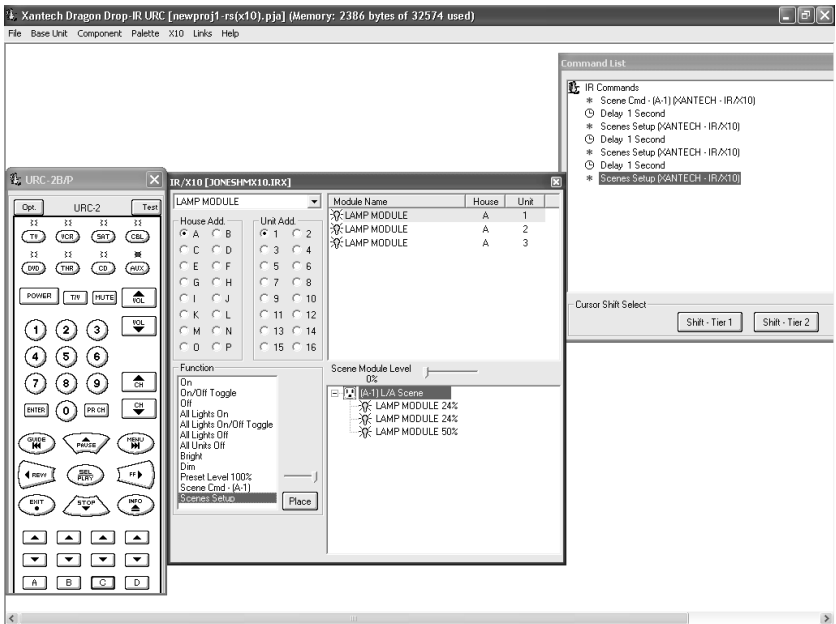 Xantech Dragon Drop-IR URC [newproj1-rs(x10).pja] (Memory: 2386 bytes of 32574 used)
File Base Unit Component Palette X10 Links Help
Command List
IR Commands
Scene Cmd - (A-1) (XANTECH - IR/X10)
Delay 1 Second
Scenes Setup (XANTECH - IR/X10)
Delay 1 Second
Scenes Setup (XANTECH - IR/X10)
Delay 1 Second
Scenes Setup (XANTECH - IR/X10)
Cursor Shift Select
Shift - Tier 1 Shift - Tier 2
URC-2B/P
Opt. URC-2 Test
TV VCR SAT CBL
DVD TNR CD AUX
POWER T/V MUTE VOL
1 2 3 VOL
4 5 6
7 8 9 CH
ENTER 0 PR CH CH
GUIDE PAUSE MENU
REW SEL PLAY FF
EXIT STOP INFO
A B C D
IR/X10 [JONESHMX10.IRX]
LAMP MODULE
House Add. Unit Add.
A B 1 2
C D 3 4
E F 5 6
G H 7 8
I J 9 10
K L 11 12
M N 13 14
O P 15 16
Function
On
On/Off Toggle
Off
All Lights On
All Lights On/Off Toggle
All Lights Off
All Units Off
Bright
Dim
Preset Level 100%
Scene Cmd - (A-1)
Scenes Setup
Place
Module Name House Unit
LAMP MODULE A 1
LAMP MODULE A 2
LAMP MODULE A 3
Scene Module Level
0%
(A-1) L/A Scene
LAMP MODULE 24%
LAMP MODULE 24%
LAMP MODULE 50%